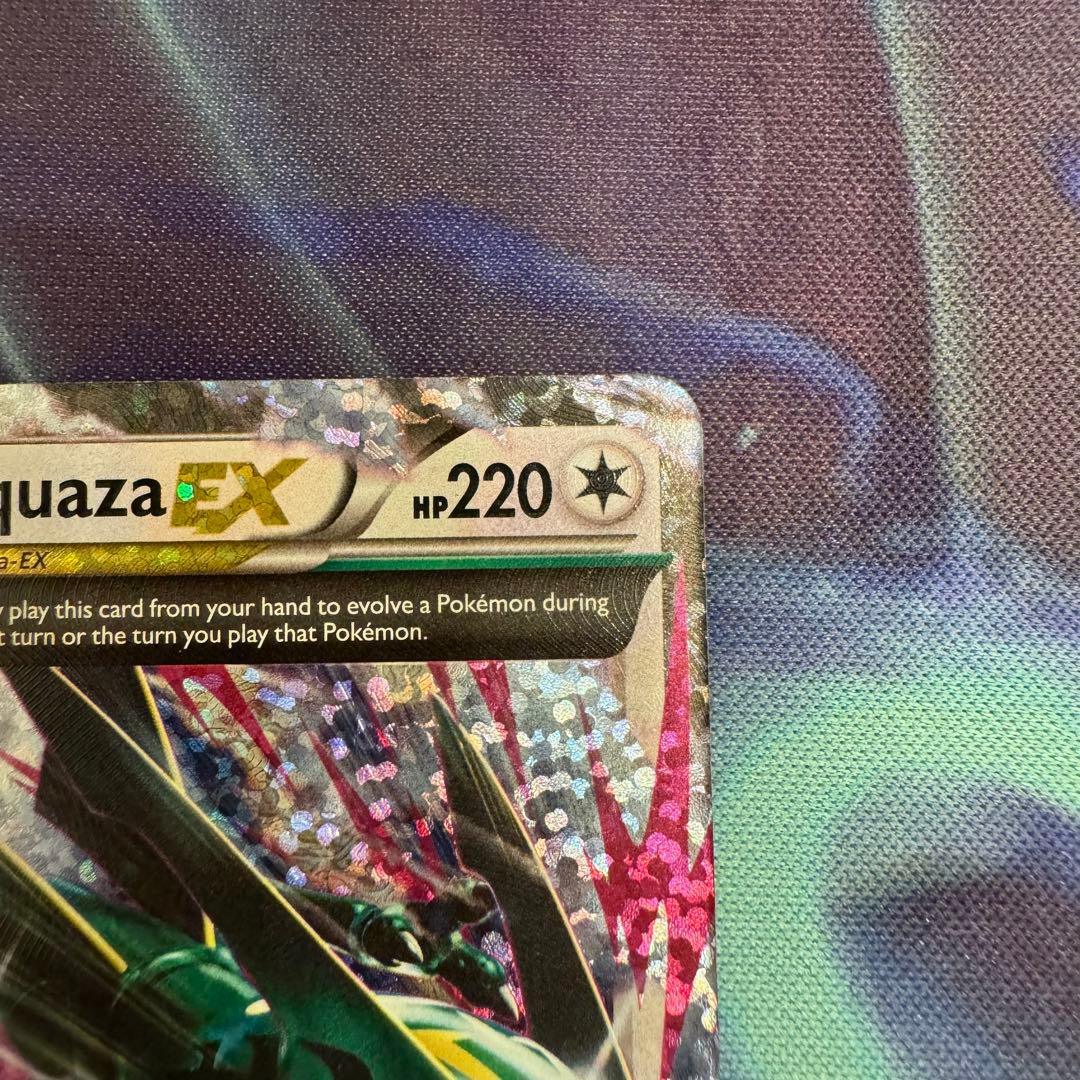 quaza EX HP220
a-EX
y play this card from your hand to evolve a Pokémon during
t turn or the turn you play that Pokémon.